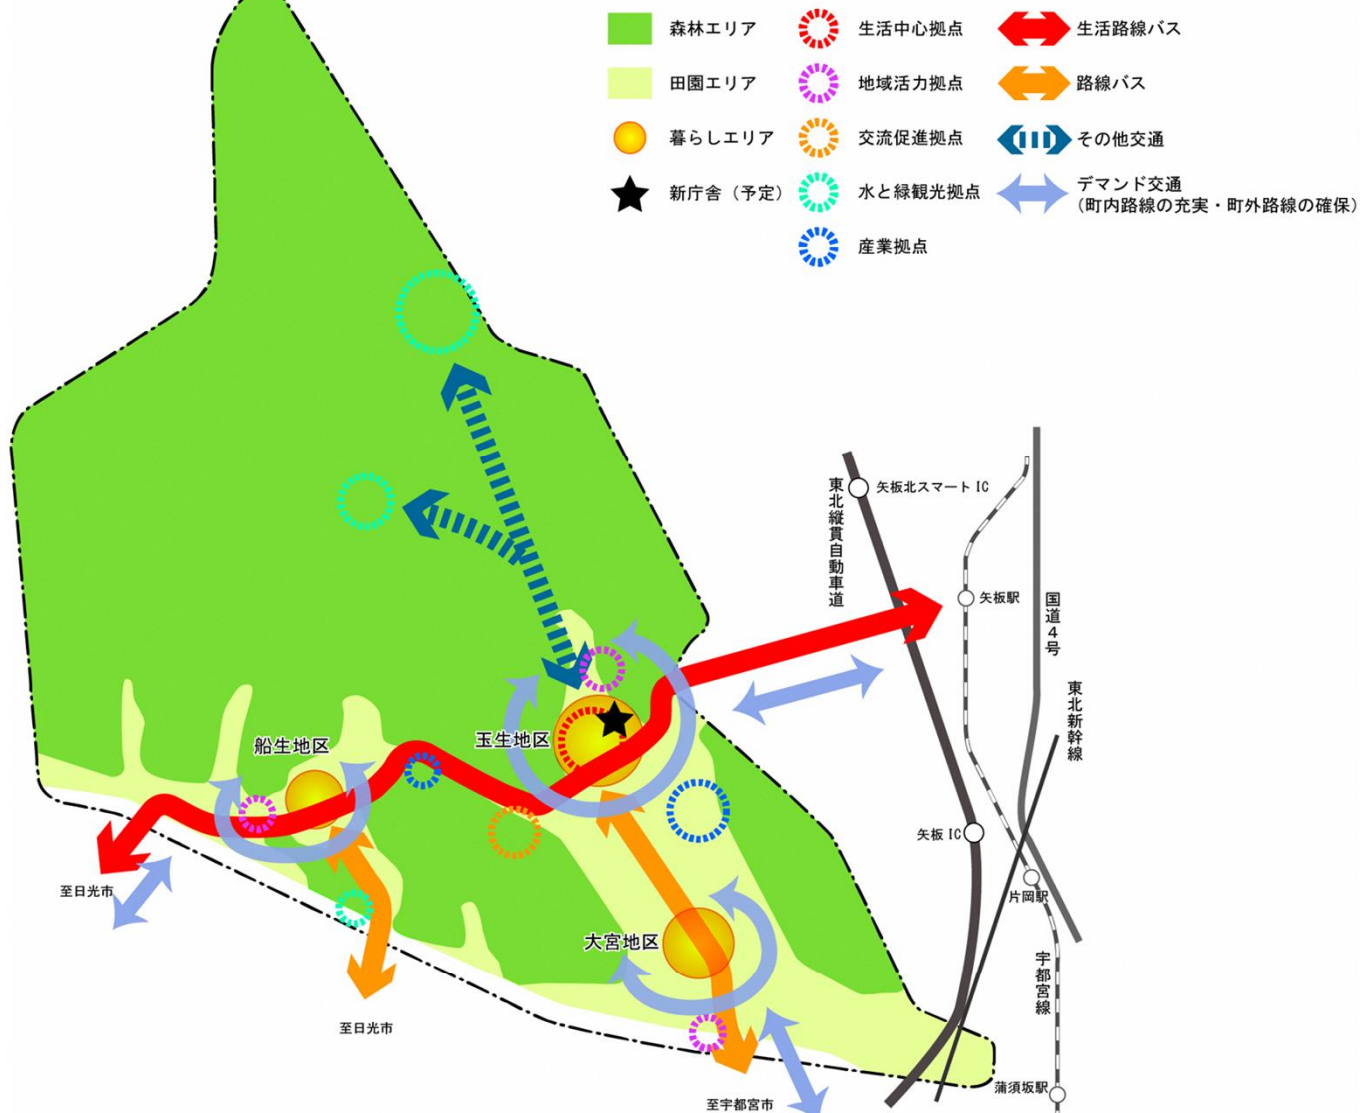 森林エリア
生活中心拠点
生活路線バス
田園エリア
地域活力拠点
路線バス
暮らしエリア
交流促進拠点
その他交通
新庁舎（予定）
水と緑観光拠点
デマンド交通
（町内路線の充実・町外路線の確保）
産業拠点
東北縦貫自動車道
矢板北スマートIC
矢板駅
国道4号
東北新幹線
船生地区
玉生地区
矢板IC
至日光市
片岡駅
大宮地区
宇都宮線
至日光市
蒲須坂駅
至宇都宮市